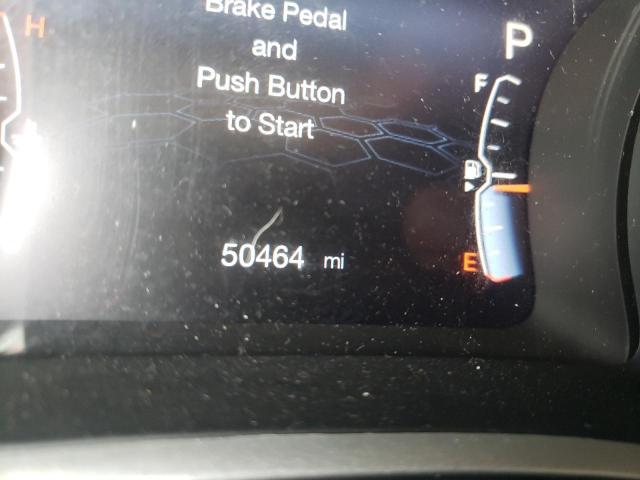 H
Brake Pedal
and
Push Button
to Start
50464 mi
P
F
E